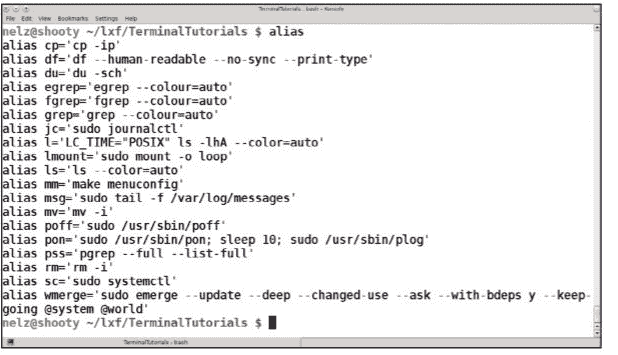 TerminalTutorials : bash - Konsole
File Edit View Bookmarks Settings Help
nelz@shooty ~/lxf/TerminalTutorials $ alias
alias cp='cp -ip'
alias df='df --human-readable --no-sync --print-type'
alias du='du -sch'
alias egrep='egrep --colour=auto'
alias fgrep='fgrep --colour=auto'
alias grep='grep --colour=auto'
alias jc='sudo journalctl'
alias l='LC_TIME="POSIX" ls -lhA --color=auto'
alias lmount='sudo mount -o loop'
alias ls='ls --color=auto'
alias mm='make menuconfig'
alias msg='sudo tail -f /var/log/messages'
alias mv='mv -i'
alias poff='sudo /usr/sbin/poff'
alias pon='sudo /usr/sbin/pon; sleep 10; sudo /usr/sbin/plog'
alias pss='pgrep --full --list-full'
alias rm='rm -i'
alias sc='sudo systemctl'
alias wmerge='sudo emerge --update --deep --changed-use --ask --with-bdeps y --keep-
going @system @world'
nelz@shooty ~/lxf/TerminalTutorials $
TerminalTutorials : bash